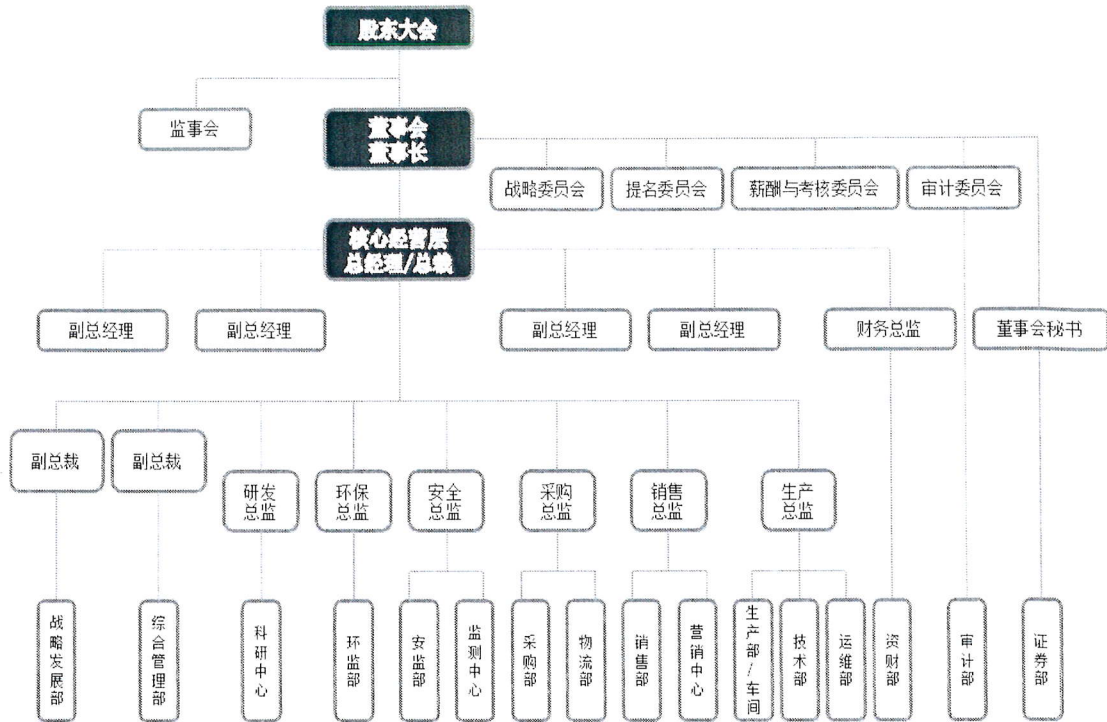 股东大会
监事会
董事会
董事长
战略委员会
提名委员会
薪酬与考核委员会
审计委员会
核心经营层
总经理/总裁
副总经理
副总经理
副总经理
副总经理
财务总监
董事会秘书
副总裁
副总裁
研发
总监
环保
总监
安全
总监
采购
总监
销售
总监
生产
总监
战略发展部
综合管理部
科研中心
环监部
安监部
监测中心
采购部
物流部
销售部
营销中心
生产部/车间
技术部
运维部
资财部
审计部
证券部